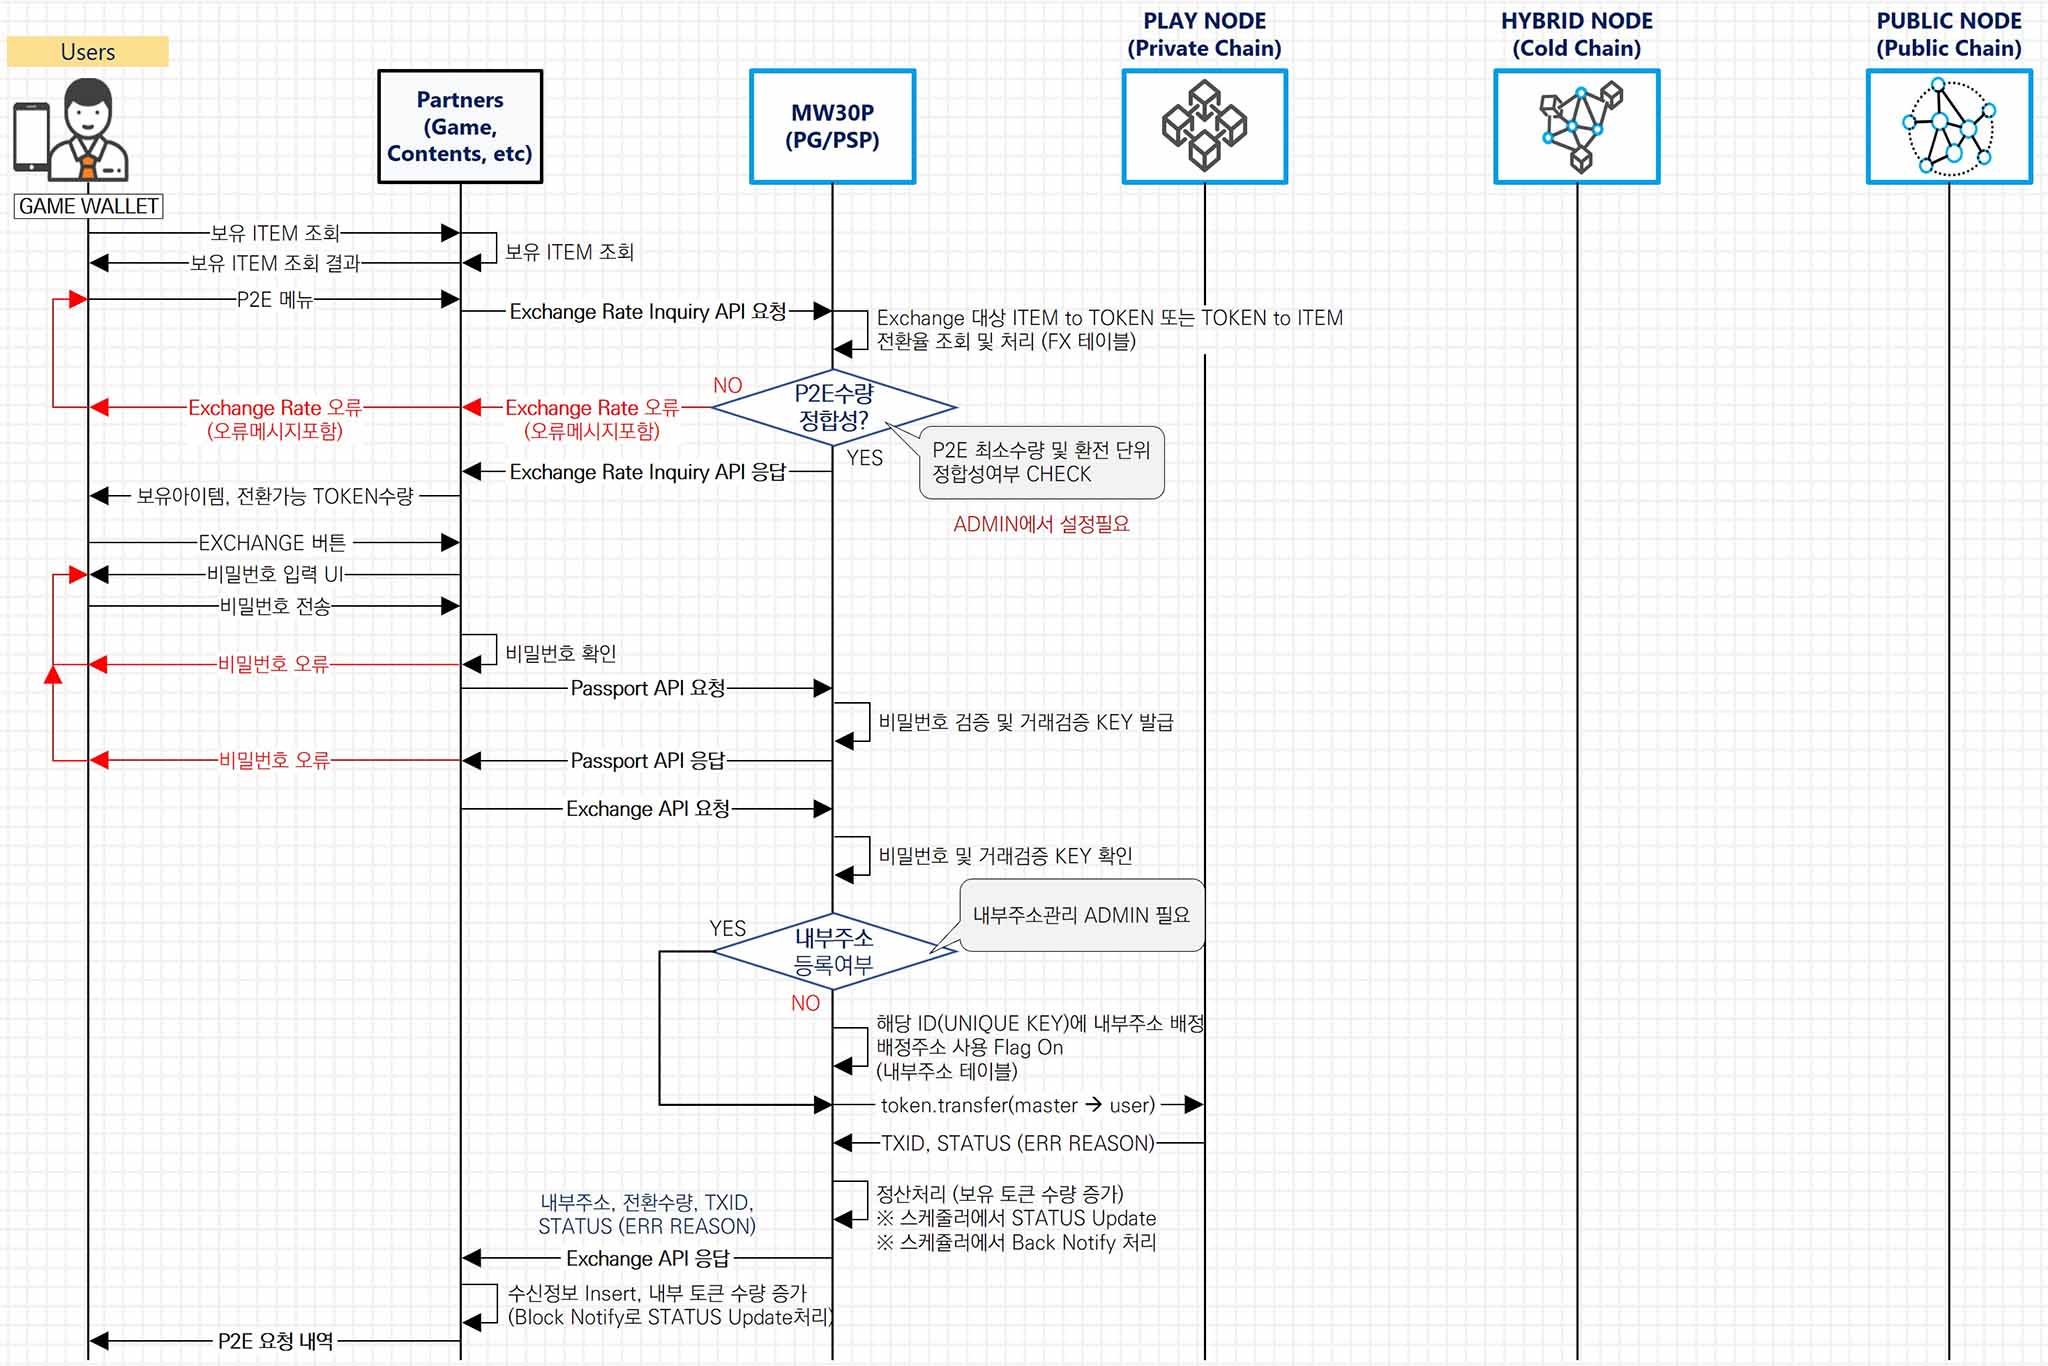 Users
GAME WALLET
Partners
(Game,
Contents, etc)
MW30P
(PG/PSP)
PLAY NODE
(Private Chain)
HYBRID NODE
(Cold Chain)
PUBLIC NODE
(Public Chain)
보유 ITEM 조회
보유 ITEM 조회
보유 ITEM 조회 결과
P2E 메뉴
Exchange Rate Inquiry API 요청
Exchange 대상 ITEM to TOKEN 또는 TOKEN to ITEM
전환율 조회 및 처리 (FX 테이블)
NO
P2E수량
정합성?
Exchange Rate 오류
(오류메시지포함)
Exchange Rate 오류
(오류메시지포함)
YES
P2E 최소수량 및 환전 단위
정합성여부 CHECK
Exchange Rate Inquiry API 응답
보유아이템, 전환가능 TOKEN수량
ADMIN에서 설정필요
EXCHANGE 버튼
비밀번호 입력 UI
비밀번호 전송
비밀번호 확인
비밀번호 오류
Passport API 요청
비밀번호 검증 및 거래검증 KEY 발급
비밀번호 오류
Passport API 응답
Exchange API 요청
비밀번호 및 거래검증 KEY 확인
내부주소관리 ADMIN 필요
YES
내부주소
등록여부
NO
해당 ID(UNIQUE KEY)에 내부주소 배정
배정주소 사용 Flag On
(내부주소 테이블)
token.transfer(master → user)
TXID, STATUS (ERR REASON)
정산처리 (보유 토큰 수량 증가)
※ 스케줄러에서 STATUS Update
※ 스케쥴러에서 Back Notify 처리
내부주소, 전환수량, TXID,
STATUS (ERR REASON)
Exchange API 응답
수신정보 Insert, 내부 토큰 수량 증가
(Block Notify로 STATUS Update처리)
P2E 요청 내역